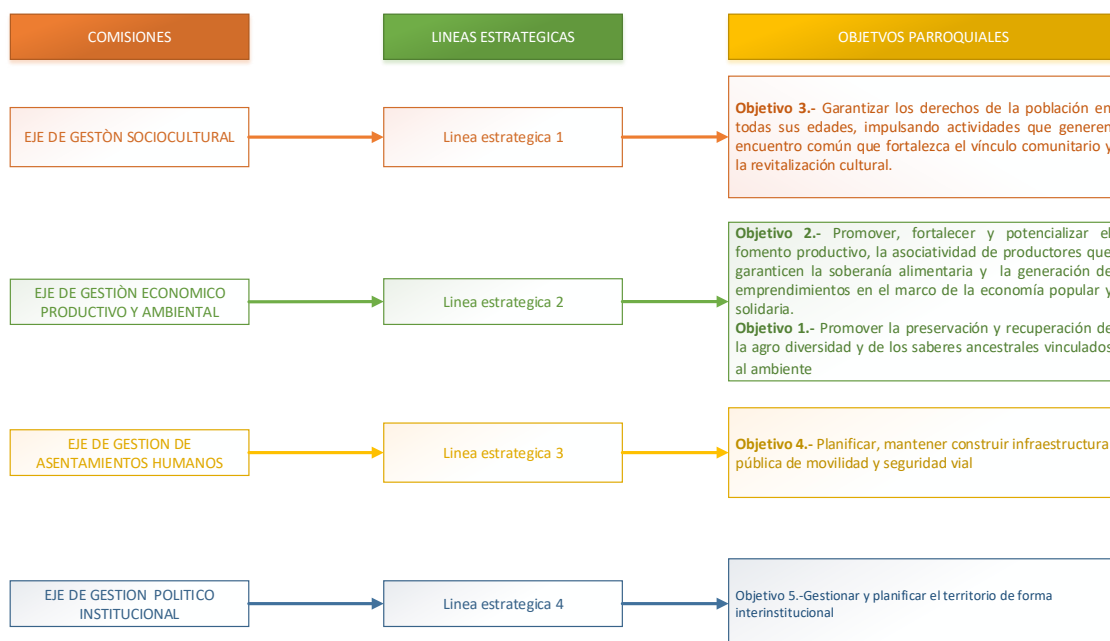 COMISIONES
LINEAS ESTRATEGICAS
OBJETVOS PARROQUIALES
EJE DE GESTÒN SOCIOCULTURAL
Linea estrategica 1
Objetivo 3.- Garantizar los derechos de la población en
todas sus edades, impulsando actividades que generen
encuentro común que fortalezca el vínculo comunitario y
la revitalización cultural.
EJE DE GESTIÒN ECONOMICO
PRODUCTIVO Y AMBIENTAL
Linea estrategica 2
Objetivo 2.- Promover, fortalecer y potencializar el
fomento productivo, la asociatividad de productores que
garanticen la soberanía alimentaria y la generación de
emprendimientos en el marco de la economía popular y
solidaria.
Objetivo 1.- Promover la preservación y recuperación de
la agro diversidad y de los saberes ancestrales vinculados
al ambiente
EJE DE GESTION DE
ASENTAMIENTOS HUMANOS
Linea estrategica 3
Objetivo 4.- Planificar, mantener construir infraestructura
pública de movilidad y seguridad vial
EJE DE GESTION POLITICO
INSTITUCIONAL
Linea estrategica 4
Objetivo 5.-Gestionar y planificar el territorio de forma
interinstitucional